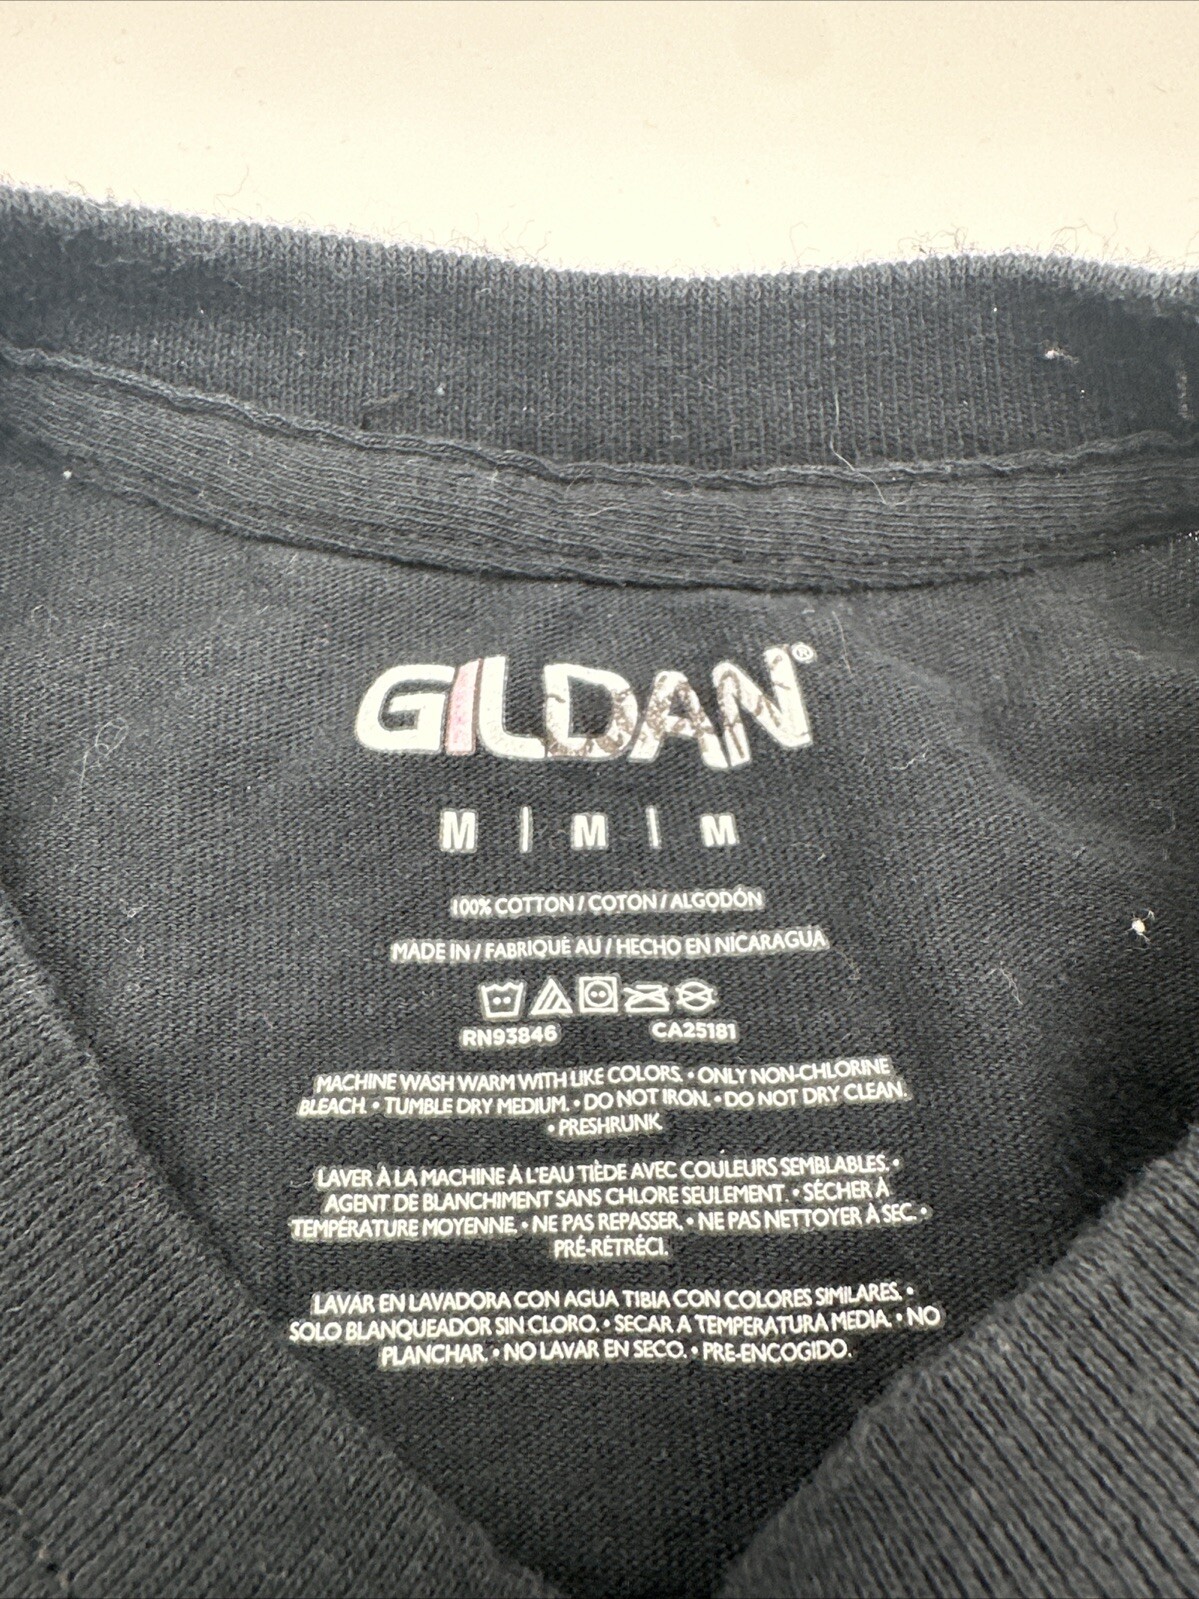 GILDAN®
M | M | M
100% COTTON / COTON / ALGODÓN
MADE IN / FABRIQUÉ AU / HECHO EN NICARAGUA
RN93846 CA25181
MACHINE WASH WARM WITH LIKE COLORS. • ONLY NON-CHLORINE
BLEACH. • TUMBLE DRY MEDIUM. • DO NOT IRON. • DO NOT DRY CLEAN.
• PRESHRUNK
LAVER À LA MACHINE À L'EAU TIÈDE AVEC COULEURS SEMBLABLES. •
AGENT DE BLANCHIMENT SANS CHLORE SEULEMENT. • SÉCHER À
TEMPÉRATURE MOYENNE. • NE PAS REPASSER. • NE PAS NETTOYER À SEC. •
PRÉ-RÉTRÉCI.
LAVAR EN LAVADORA CON AGUA TIBIA CON COLORES SIMILARES. •
SOLO BLANQUEADOR SIN CLORO. • SECAR A TEMPERATURA MEDIA. • NO
PLANCHAR. • NO LAVAR EN SECO. • PRE-ENCOGIDO.